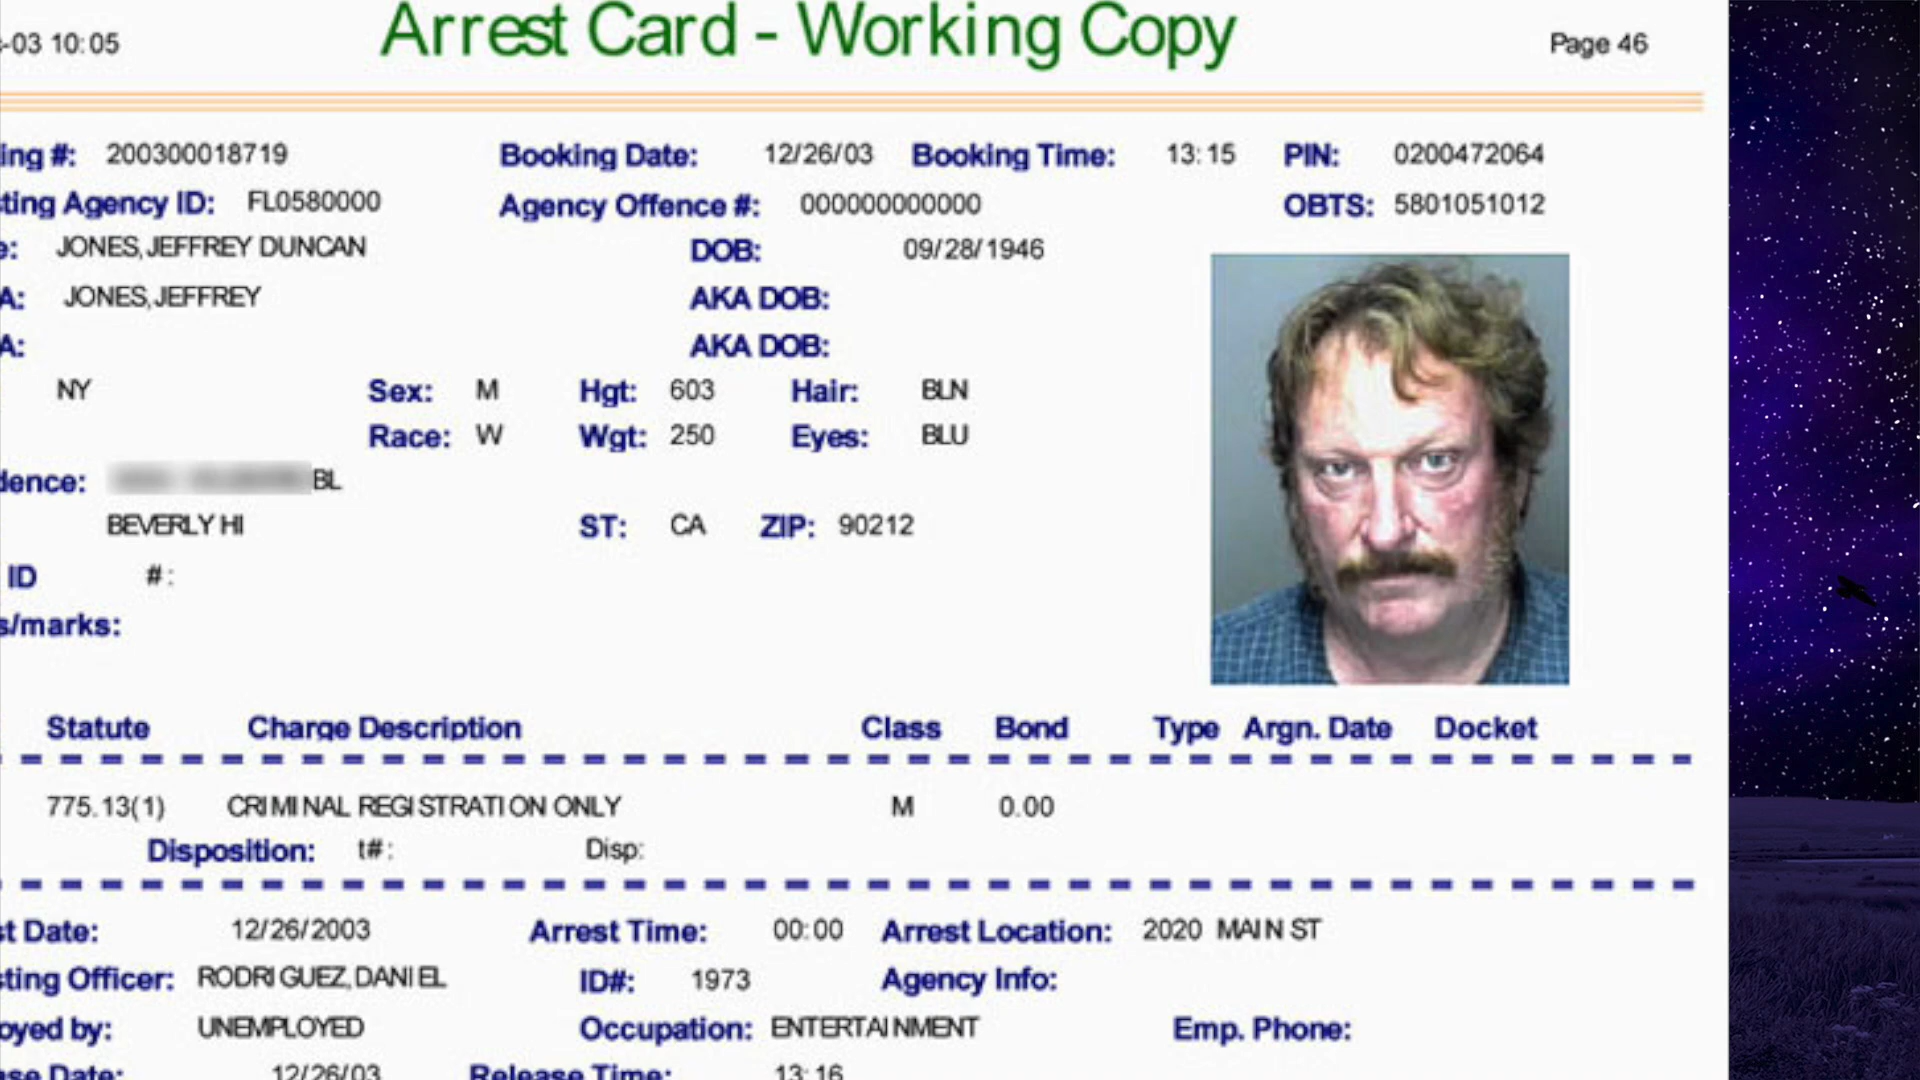 -03 10:05 Arrest Card - Working Copy Page 46
ing #: 200300018719 Booking Date: 12/26/03 Booking Time: 13:15 PIN: 0200472064
sting Agency ID: FL0580000 Agency Offence #: 000000000000 OBTS: 5801051012
e: JONES,JEFFREY DUNCAN DOB: 09/28/1946
A: JONES,JEFFREY AKA DOB:
A: AKA DOB:
NY Sex: M Hgt: 603 Hair: BLN
Race: W Wgt: 250 Eyes: BLU
dence: BL
BEVERLY HI ST: CA ZIP: 90212
ID #:
s/marks:
Statute Charge Description Class Bond Type Argn. Date Docket
775.13(1) CRIMINAL REGISTRATION ONLY M 0.00
Disposition: t#: Disp:
st Date: 12/26/2003 Arrest Time: 00:00 Arrest Location: 2020 MAIN ST
sting Officer: RODRIGUEZ,DANIEL ID#: 1973 Agency Info:
oyed by: UNEMPLOYED Occupation: ENTERTAINMENT Emp. Phone:
ase Date: 12/26/03 Release Time: 13:16